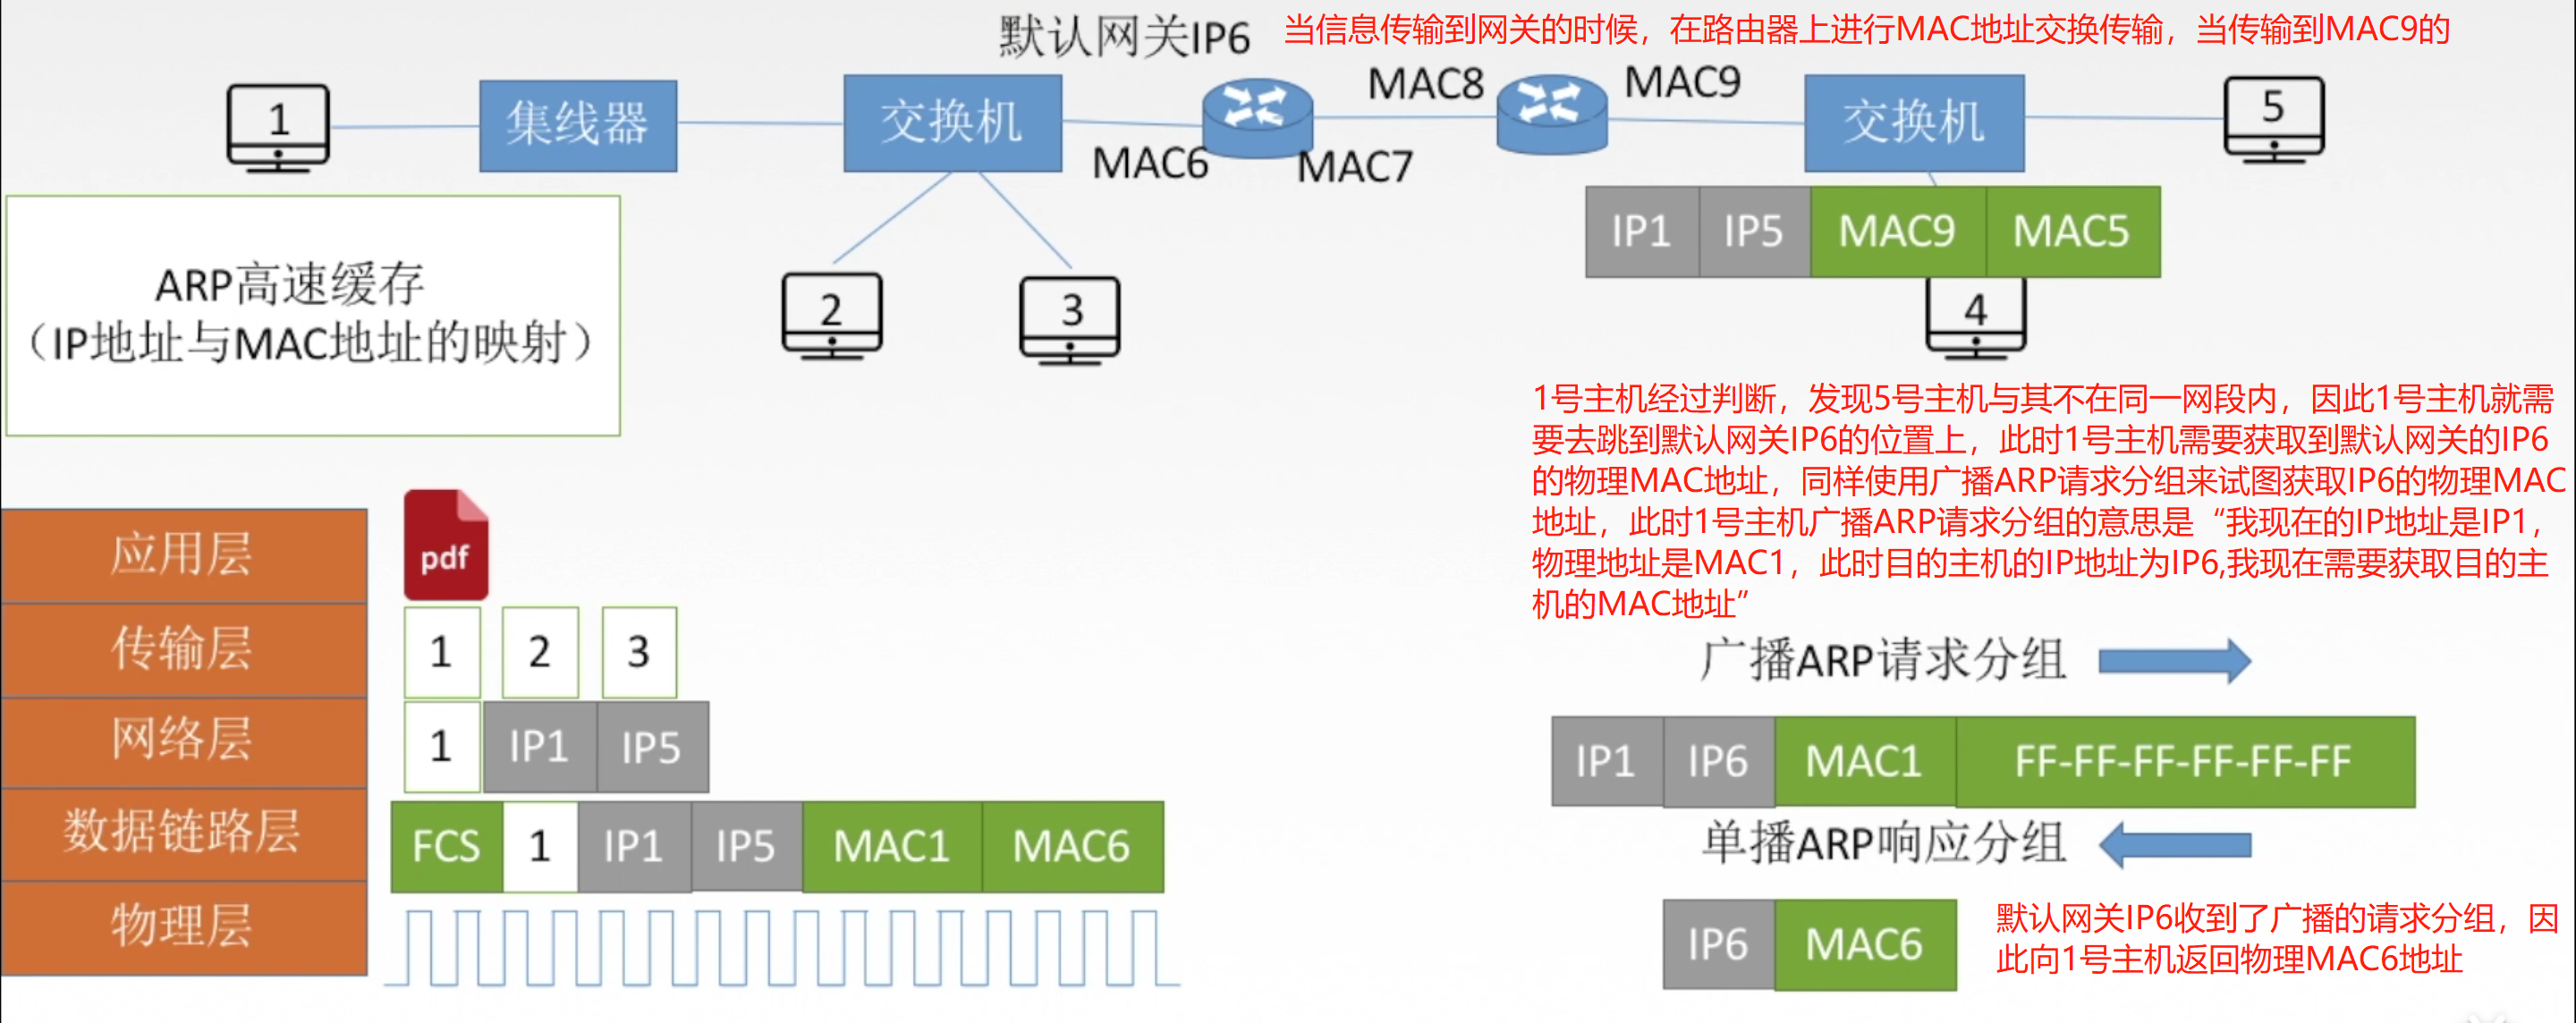 默认网关IP6
当信息传输到网关的时候，在路由器上进行MAC地址交换传输，当传输到MAC9的
1
集线器
交换机
MAC6
MAC7
MAC8
MAC9
交换机
5
2
3
IP1 IP5 MAC9 MAC5
4
ARP高速缓存
（IP地址与MAC地址的映射）
1号主机经过判断，发现5号主机与其不在同一网段内，因此1号主机就需
要去跳到默认网关IP6的位置上，此时1号主机需要获取到默认网关的IP6
的物理MAC地址，同样使用广播ARP请求分组来试图获取IP6的物理MAC
地址，此时1号主机广播ARP请求分组的意思是“我现在的IP地址是IP1，
物理地址是MAC1，此时目的主机的IP地址为IP6,我现在需要获取目的主
机的MAC地址”
应用层
pdf
传输层
1 2 3
网络层
1 IP1 IP5
数据链路层
FCS 1 IP1 IP5 MAC1 MAC6
物理层
广播ARP请求分组
IP1 IP6 MAC1 FF-FF-FF-FF-FF-FF
单播ARP响应分组
IP6 MAC6
默认网关IP6收到了广播的请求分组，因
此向1号主机返回物理MAC6地址